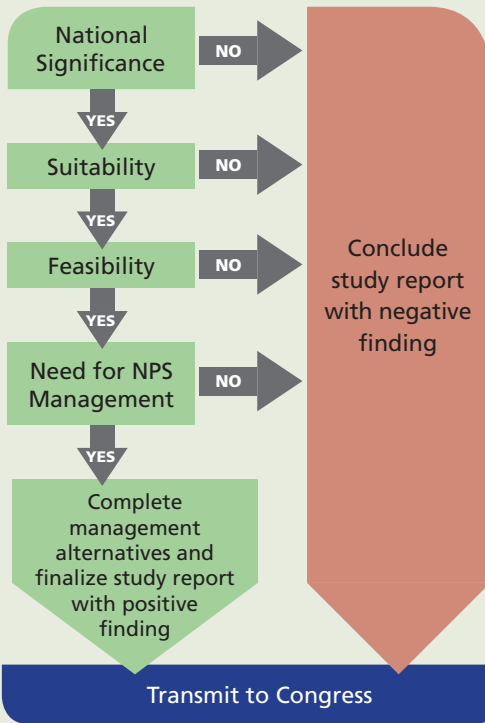 National
Significance
NO
YES
Suitability
NO
YES
Feasibility
NO
YES
Need for NPS
Management
NO
YES
Complete
management
alternatives and
finalize study report
with positive
finding
Conclude
study report
with negative
finding
Transmit to Congress